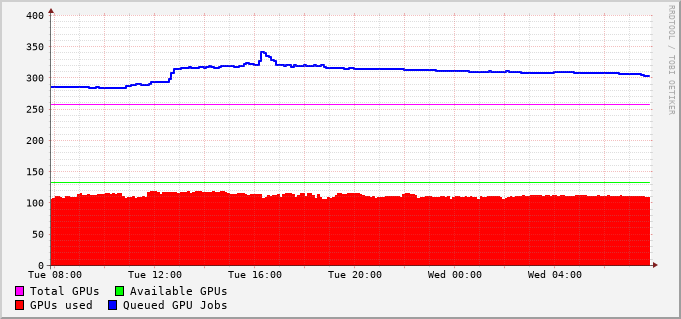 RRDTOOL / TOBI OETIKER
400
350
300
250
200
150
100
50
0
Tue 08:00 Tue 12:00 Tue 16:00 Tue 20:00 Wed 00:00 Wed 04:00
Total GPUs Available GPUs
GPUs used Queued GPU Jobs